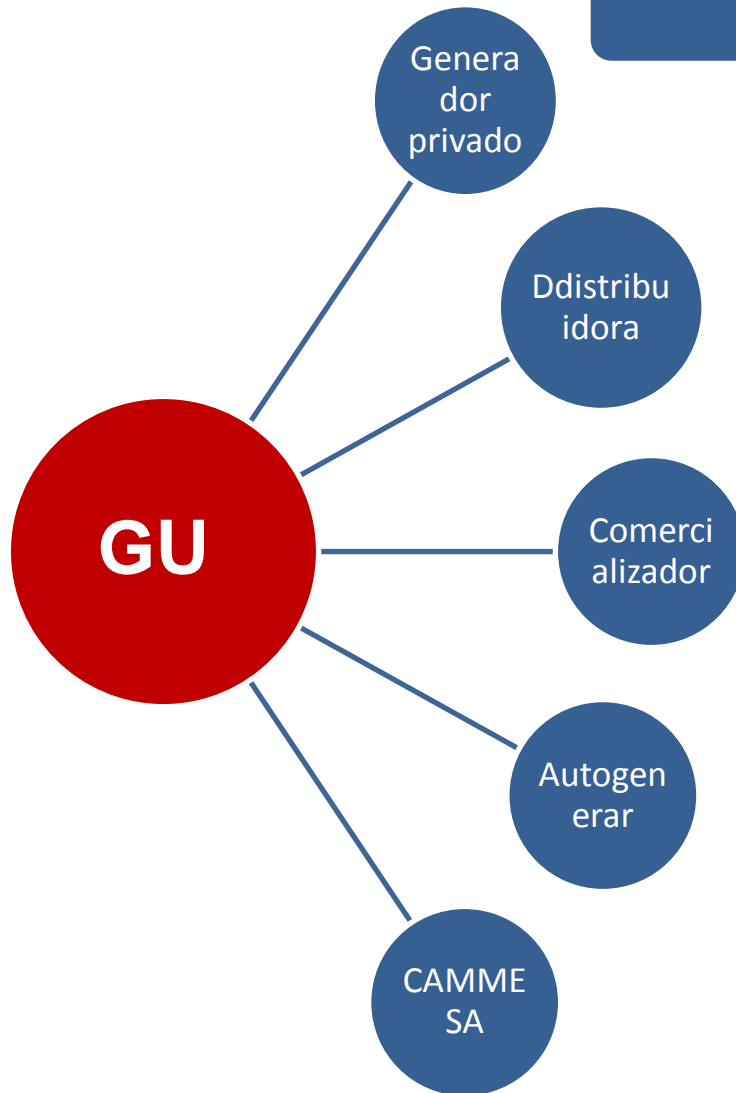 Genera
dor
privado
Ddistribu
idora
GU
Comerci
alizador
Autogen
erar
CAMME
SA